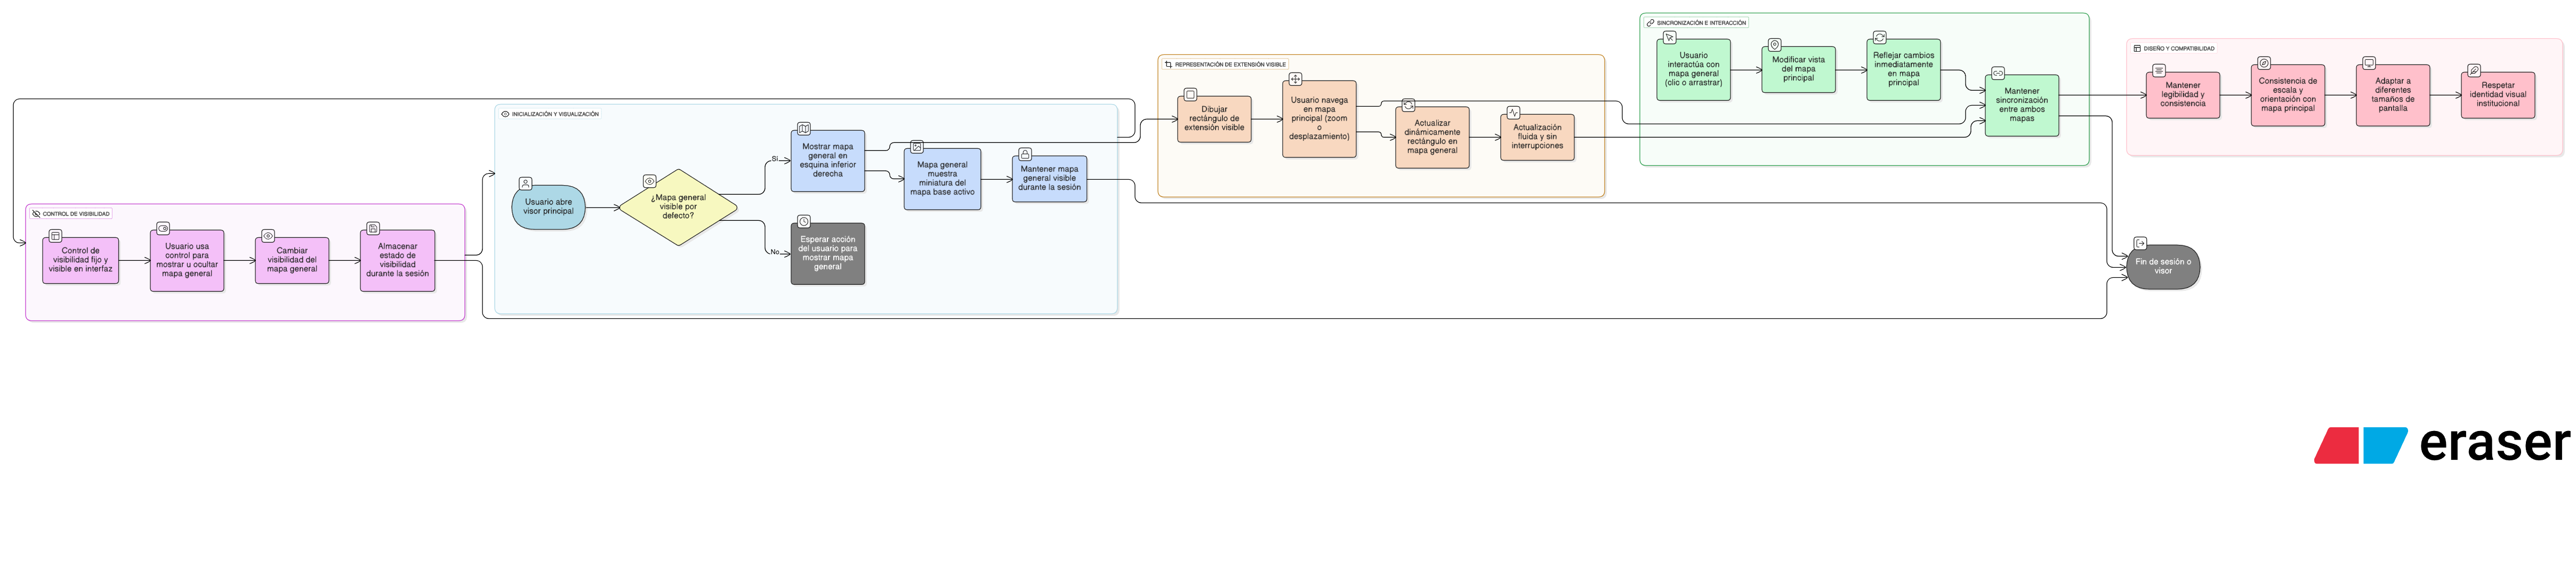 CONTROL DE VISIBILIDAD
Control de
visibilidad fijo y
visible en interfaz
Usuario usa
control para
mostrar u ocultar
mapa general
Cambiar
visibilidad del
mapa general
Almacenar
estado de
visibilidad
durante la sesión
INICIALIZACIÓN Y VISUALIZACIÓN
Usuario abre
visor principal
¿Mapa general
visible por
defecto?
Sí
No
Mostrar mapa
general en
esquina inferior
derecha
Esperar acción
del usuario para
mostrar mapa
general
Mapa general
muestra
miniatura del
mapa base activo
Mantener mapa
general visible
durante la sesión
REPRESENTACIÓN DE EXTENSIÓN VISIBLE
Dibujar
rectángulo de
extensión visible
Usuario navega
en mapa
principal (zoom
o
desplazamiento)
Actualizar
dinámicamente
rectángulo en
mapa general
Actualización
fluida y sin
interrupciones
SINCRONIZACIÓN E INTERACCIÓN
Usuario
interactúa con
mapa general
(clic o arrastrar)
Modificar vista
del mapa
principal
Reflejar cambios
inmediatamente
en mapa
principal
Mantener
sincronización
entre ambos
mapas
DISEÑO Y COMPATIBILIDAD
Mantener
legibilidad y
consistencia
Consistencia de
escala y
orientación con
mapa principal
Adaptar a
diferentes
tamaños de
pantalla
Respetar
identidad visual
institucional
Fin de sesión o
visor
eraser